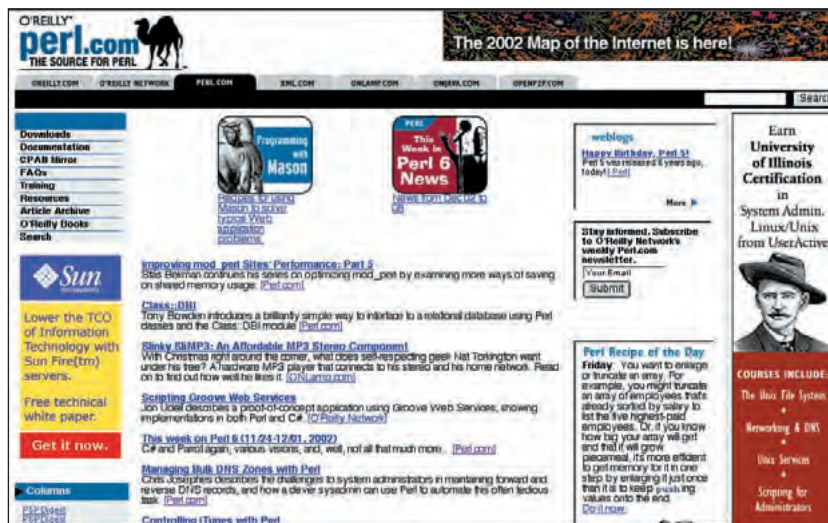 O'REILLY
perl.com
THE SOURCE FOR PERL
The 2002 Map of the Internet is here!
OREILLY.COM
O'REILLY NETWORK
PERL.COM
XML.COM
ONLAMP.COM
ONJAVA.COM
OPENP2P.COM
Searc
Downloads
Documentation
CPAN Mirror
FAQs
Training
Resources
Article Archive
O'Reilly Books
Search
Sun
Lower the TCO
of Information
Technology with
Sun Fire(tm)
servers.
Free technical
white paper.
Get it now.
Columns
P5P Digest
P6P Digest
Programming
with
Mason
Recipes for using
Mason to solve
typical Web
application
problems.
PERL
This
Week in
Perl 6
News
News from Dec 02 to
08
Improving mod_perl Sites' Performance: Part 5
Stas Bekman continues his series on optimizing mod_perl by examining more ways of saving
on shared memory usage. [Perl.com]
Class::DBI
Tony Bowden introduces a brilliantly simple way to interface to a relational database using Perl
classes and the Class::DBI module [Perl.com]
Slinky SliMP3: An Affordable MP3 Stereo Component
With Christmas right around the corner, what does self-respecting geek Nat Torkington want
under his tree? A hardware MP3 player that connects to his stereo and his home network. Read
on to find out how well he likes it. [ONLamp.com]
Scripting Groove Web Services
Jon Udell describes a proof-of-concept application using Groove Web Services, showing
implementations in both Perl and C#. [O'Reilly Network]
This week on Perl 6 (11/24-12/01, 2002)
C# and Parrot again, various visions, and, well, not all that much more... [Perl.com]
Managing Bulk DNS Zones with Perl
Chris Josephes describes the challenges to system administrators in maintaining forward and
reverse DNS records, and how a clever sysadmin can use Perl to automate this often tedious
task. [Perl.com]
Controlling iTunes with Perl
weblogs
Happy Birthday, Perl 5!
Perl 5 was released 8 years ago,
today! [Perl]
More
Stay informed. Subscribe
to O'Reilly Network's
weekly Perl.com
newsletter.
Your Email
Submit
Perl Recipe of the Day
Friday: You want to enlarge
or truncate an array. For
example, you might truncate
an array of employees that's
already sorted by salary to
list the five highest-paid
employees. Or, if you know
how big your array will get
and that it will grow
piecemeal, it's more efficient
to get memory for it in one
step by enlarging it just once
than it is to keep pushing
values onto the end.
Do it now.
Earn
University
of Illinois
Certification
in
System Admin.
Linux/Unix
from UserActive
COURSES INCLUDE:
The Unix File System
Networking & DNS
Unix Services
Scripting for
Administrators